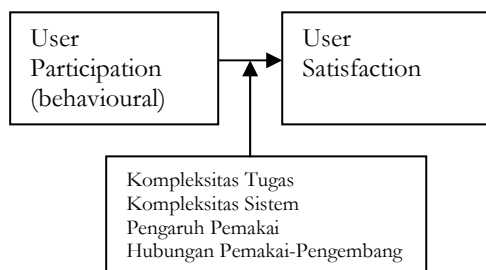 User
Participation
(behavioural)
User
Satisfaction
Kompleksitas Tugas
Kompleksitas Sistem
Pengaruh Pemakai
Hubungan Pemakai-Pengembang